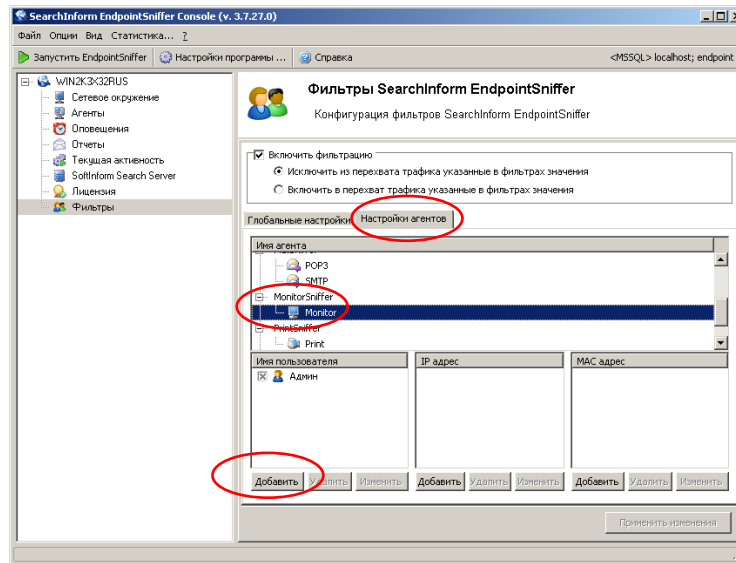 SearchInform EndpointSniffer Console (v. 3.7.27.0)
Файл Опции Вид Статистика... ?
Запустить EndpointSniffer Настройки программы ... Справка <MSSQL> localhost; endpoint
WIN2K3X32RUS
Сетевое окружение
Агенты
Оповещения
Отчеты
Текущая активность
SoftInform Search Server
Лицензия
Фильтры
Фильтры SearchInform EndpointSniffer
Конфигурация фильтров SearchInform EndpointSniffer
Включить фильтрацию
Исключить из перехвата трафика указанные в фильтрах значения
Включить в перехват трафика указанные в фильтрах значения
Глобальные настройки Настройки агентов
Имя агента
POP3
SMTP
MonitorSniffer
Monitor
PrintSniffer
Print
Имя пользователя IP адрес MAC адрес
Админ
Добавить Удалить Изменить Добавить Удалить Изменить Добавить Удалить Изменить
Применить изменения